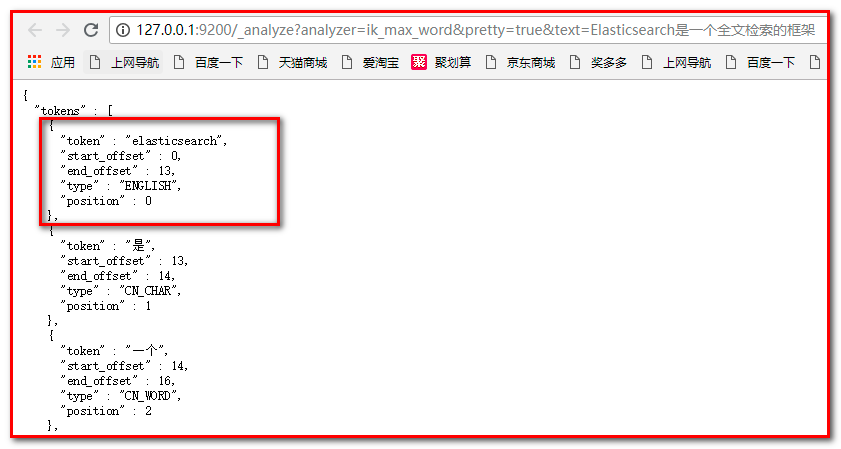 127.0.0.1:9200/_analyze?analyzer=ik_max_word&pretty=true&text=Elasticsearch是一个全文检索的框架
应用 上网导航 百度一下 天猫商城 爱淘宝 聚 聚划算 京东商城 奖多多 上网导航 百度一下
{
"tokens" : [
{
"token" : "elasticsearch",
"start_offset" : 0,
"end_offset" : 13,
"type" : "ENGLISH",
"position" : 0
},
{
"token" : "是",
"start_offset" : 13,
"end_offset" : 14,
"type" : "CN_CHAR",
"position" : 1
},
{
"token" : "一个",
"start_offset" : 14,
"end_offset" : 16,
"type" : "CN_WORD",
"position" : 2
},